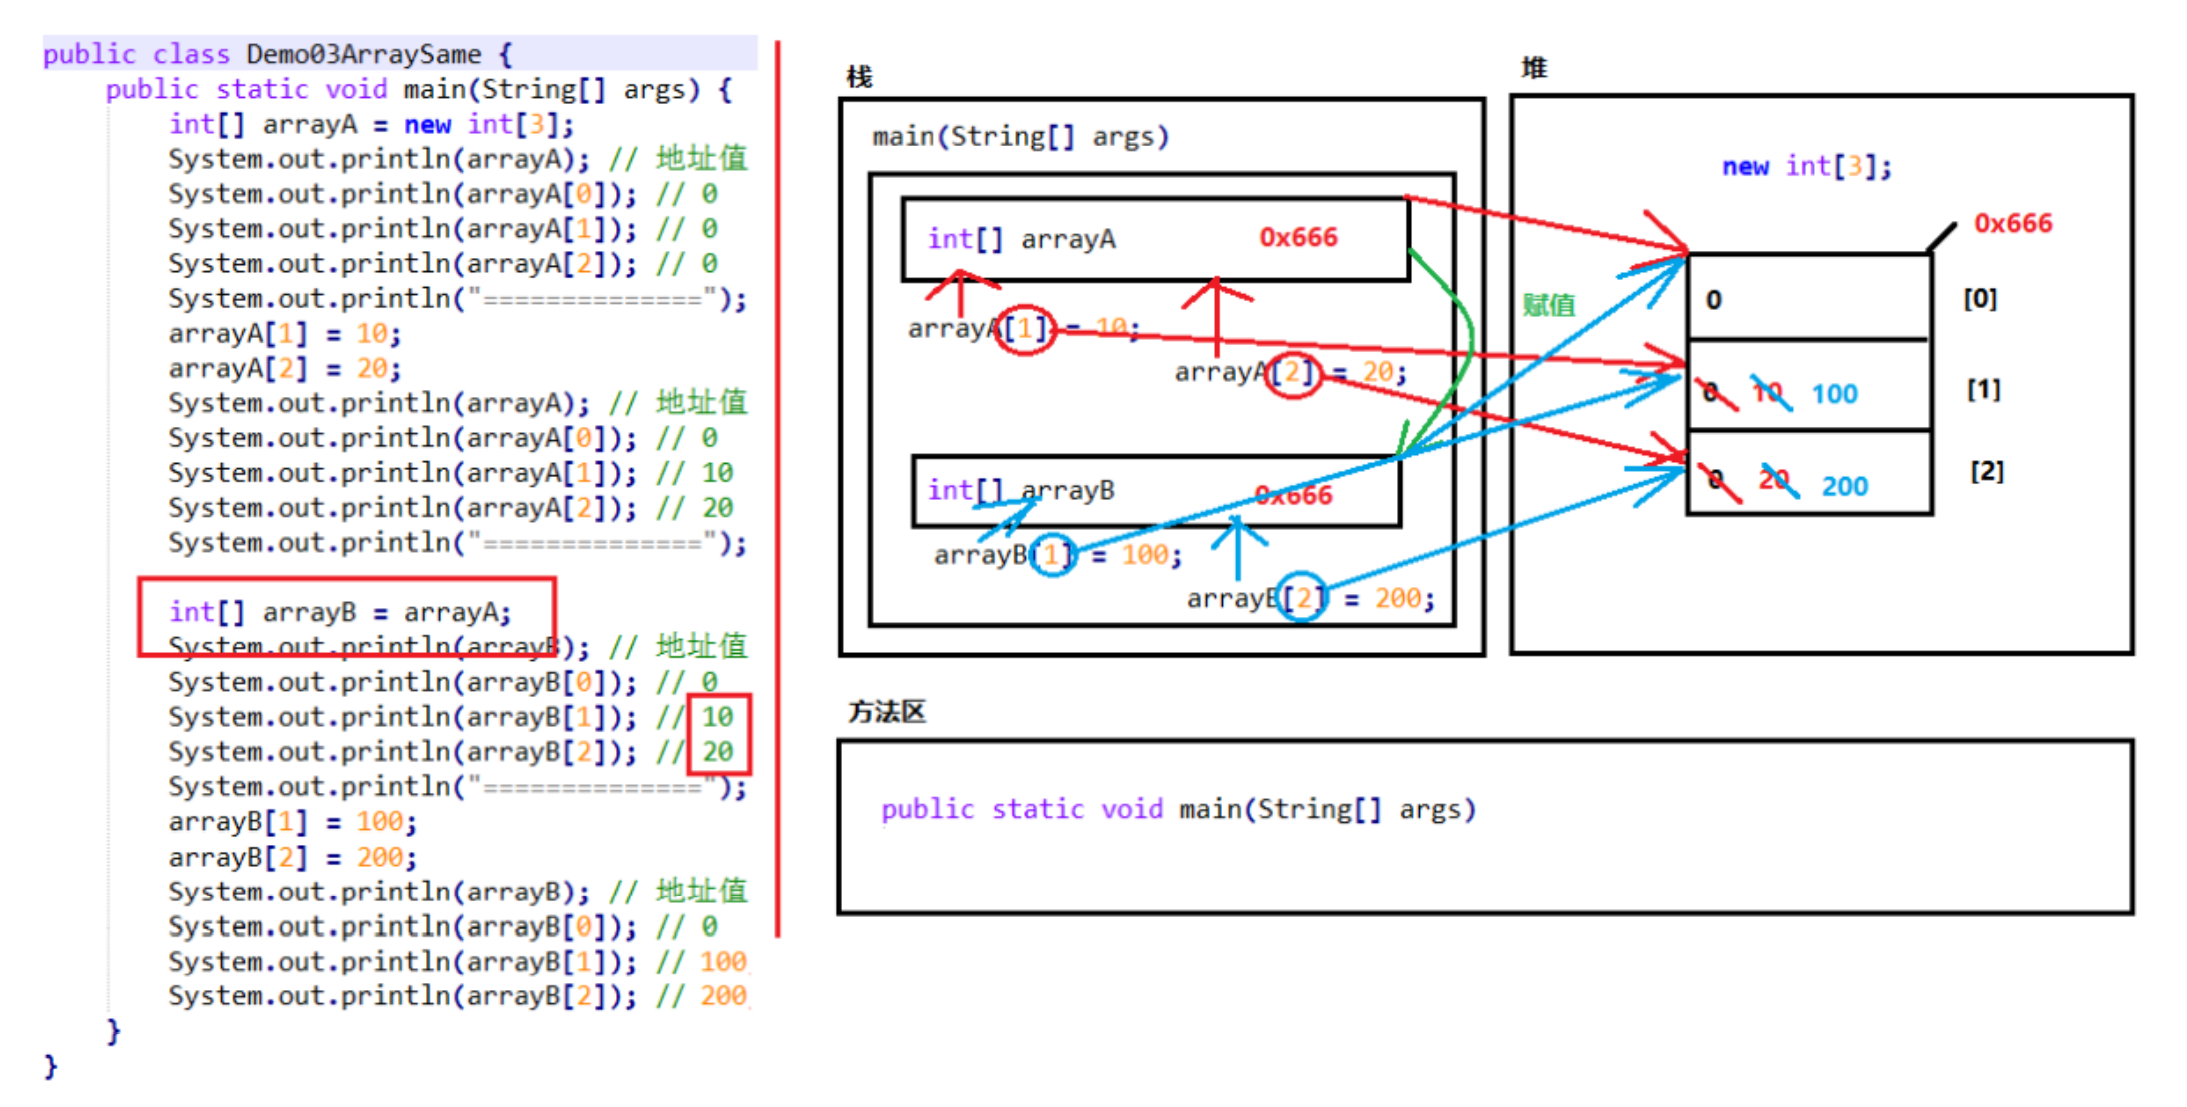 public class Demo03ArraySame {
public static void main(String[] args) {
int[] arrayA = new int[3];
System.out.println(arrayA); // 地址值
System.out.println(arrayA[0]); // 0
System.out.println(arrayA[1]); // 0
System.out.println(arrayA[2]); // 0
System.out.println("==============");
arrayA[1] = 10;
arrayA[2] = 20;
System.out.println(arrayA); // 地址值
System.out.println(arrayA[0]); // 0
System.out.println(arrayA[1]); // 10
System.out.println(arrayA[2]); // 20
System.out.println("==============");
int[] arrayB = arrayA;
System.out.println(arrayB); // 地址值
System.out.println(arrayB[0]); // 0
System.out.println(arrayB[1]); // 10
System.out.println(arrayB[2]); // 20
System.out.println("==============");
arrayB[1] = 100;
arrayB[2] = 200;
System.out.println(arrayB); // 地址值
System.out.println(arrayB[0]); // 0
System.out.println(arrayB[1]); // 100
System.out.println(arrayB[2]); // 200
}
}
栈
main(String[] args)
int[] arrayA 0x666
arrayA[1] = 10;
arrayA[2] = 20;
赋值
int[] arrayB 0x666
arrayB[1] = 100;
arrayB[2] = 200;
堆
new int[3];
0x666
0 [0]
0 10 100 [1]
0 20 200 [2]
方法区
public static void main(String[] args)